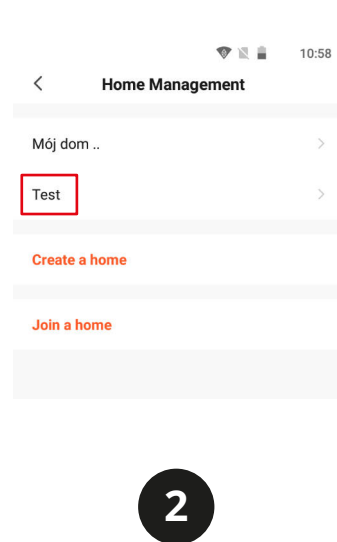 10:58
Home Management
Mój dom ..
Test
Create a home
Join a home
2